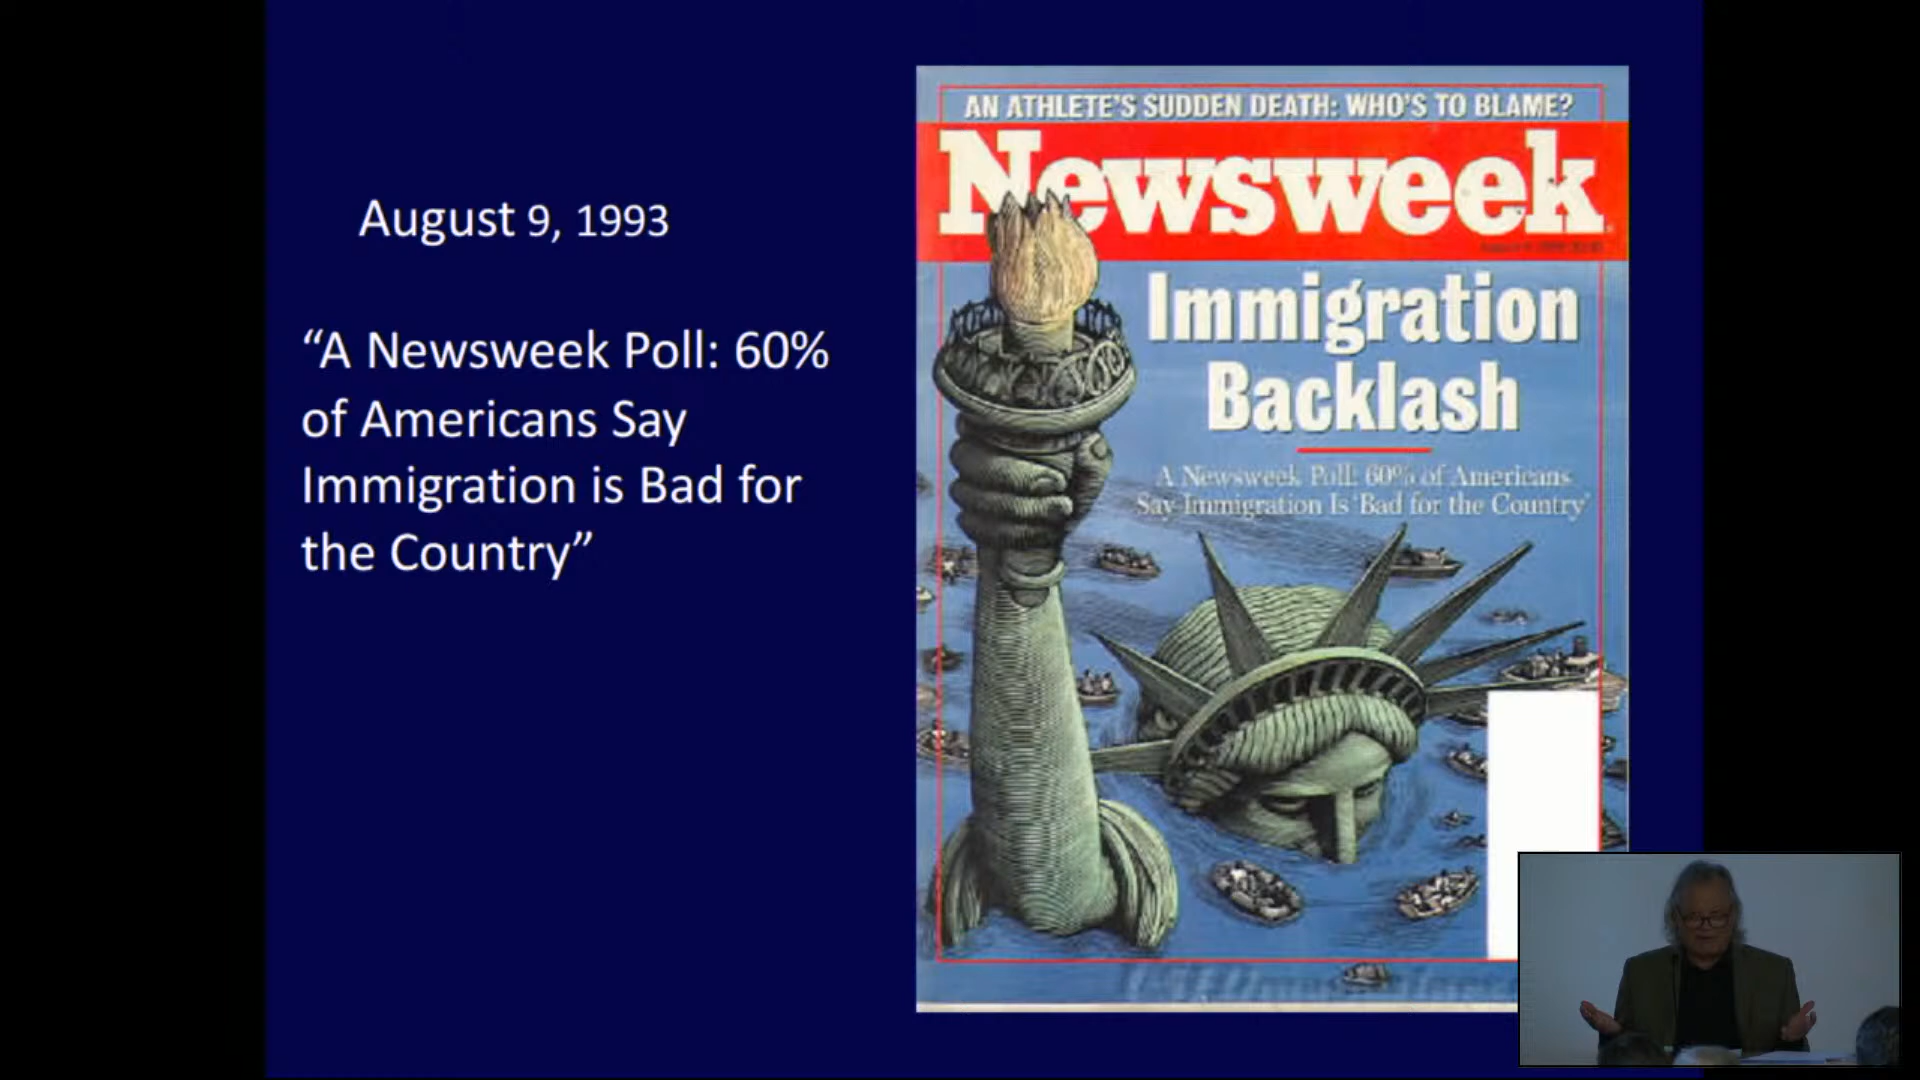 August 9, 1993
“A Newsweek Poll: 60%
of Americans Say
Immigration is Bad for
the Country”
AN ATHLETE'S SUDDEN DEATH: WHO'S TO BLAME?
Newsweek
Immigration
Backlash
A Newsweek Poll: 60% of Americans
Say Immigration Is 'Bad for the Country'